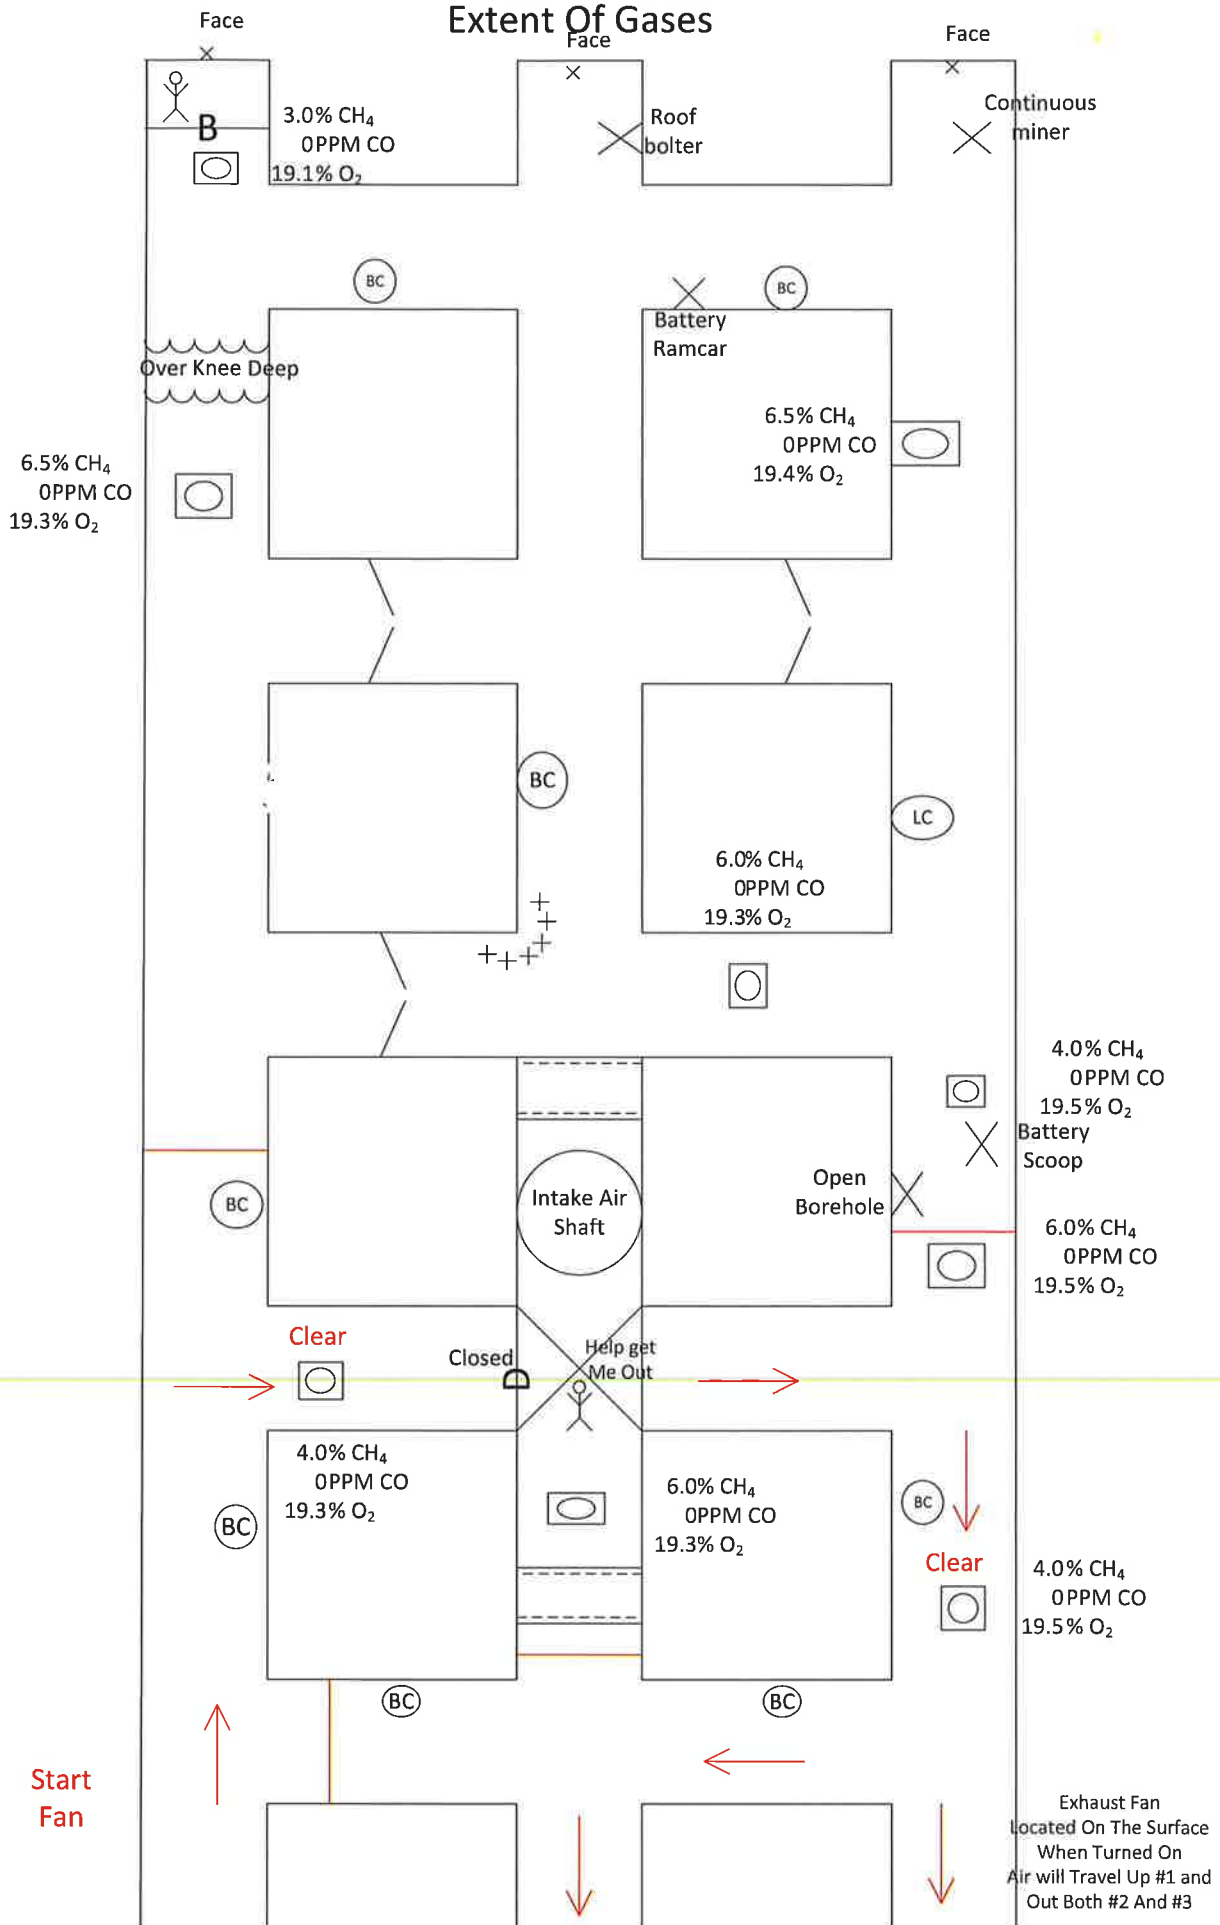 Extent Of Gases
Face
Face
Face
B
3.0% CH₄
0PPM CO
19.1% O₂
Roof
bolter
Continuous
miner
BC
BC
Battery
Ramcar
Over Knee Deep
6.5% CH₄
0PPM CO
19.4% O₂
6.5% CH₄
0PPM CO
19.3% O₂
BC
LC
6.0% CH₄
0PPM CO
19.3% O₂
4.0% CH₄
0PPM CO
19.5% O₂
Battery
Scoop
Open
Borehole
BC
Intake Air
Shaft
6.0% CH₄
0PPM CO
19.5% O₂
Clear
Closed
D
Help get
Me Out
4.0% CH₄
0PPM CO
19.3% O₂
BC
6.0% CH₄
0PPM CO
19.3% O₂
BC
Clear
4.0% CH₄
0PPM CO
19.5% O₂
BC
BC
Start
Fan
Exhaust Fan
Located On The Surface
When Turned On
Air will Travel Up #1 and
Out Both #2 And #3